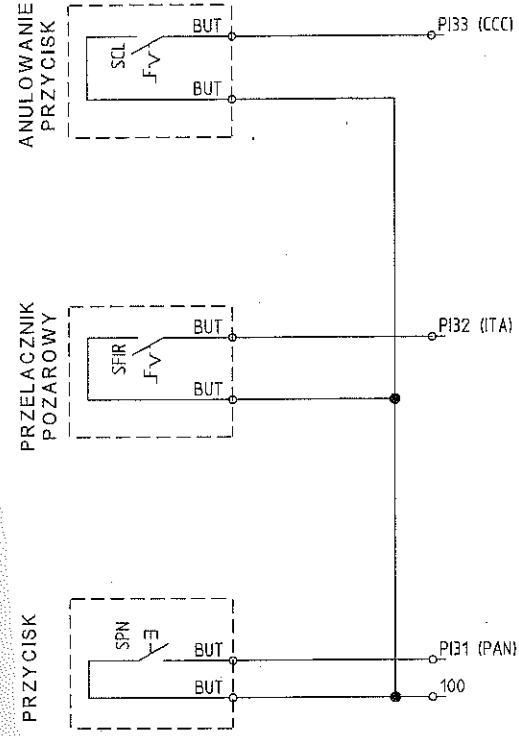 ANULOWANIE
PRZYCISK
SCL
BUT
BUT
PI33 (CCC)
PRZELACZNIK
POZAROWY
SFIR
BUT
BUT
PI32 (ITA)
PRZYCISK
SPN
BUT
BUT
PI31 (PAN)
100